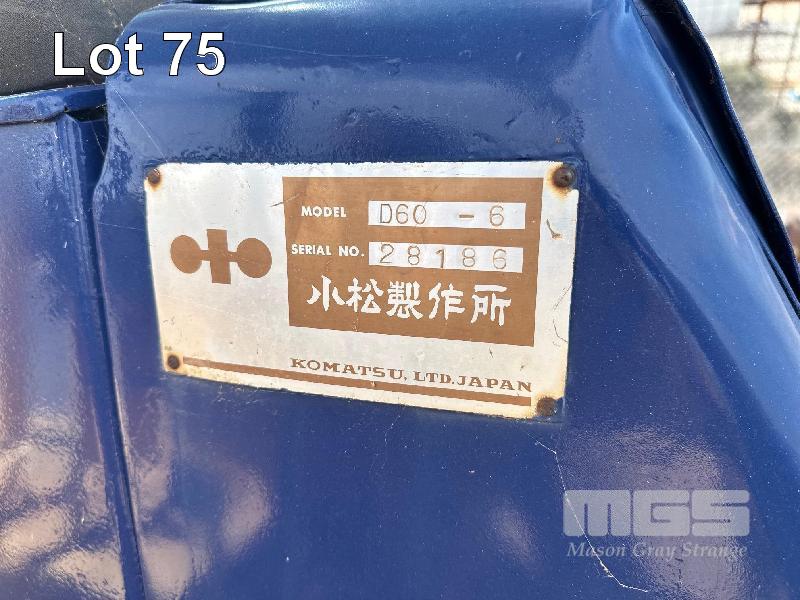 Lot 75
MODEL D60 - 6
SERIAL NO. 28186
小松製作所
KOMATSU, LTD. JAPAN
MGS
Mason Gray Strange